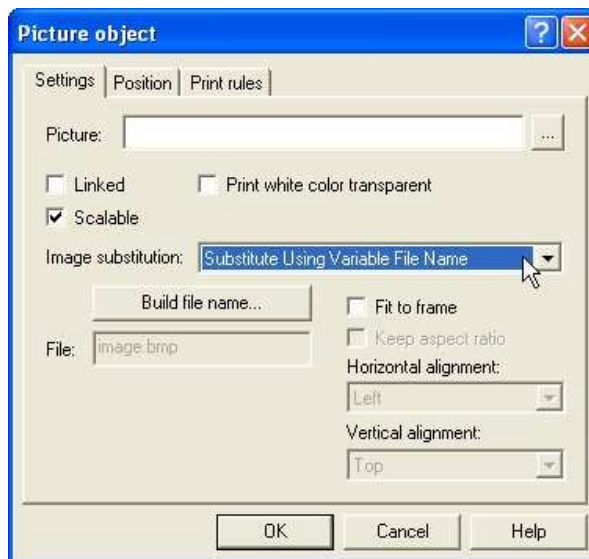 Picture object
Settings Position Print rules
Picture: ...
Linked Print white color transparent
Scalable
Image substitution: Substitute Using Variable File Name
Build file name... Fit to frame
File: image.bmp Keep aspect ratio
Horizontal alignment:
Left
Vertical alignment:
Top
OK Cancel Help